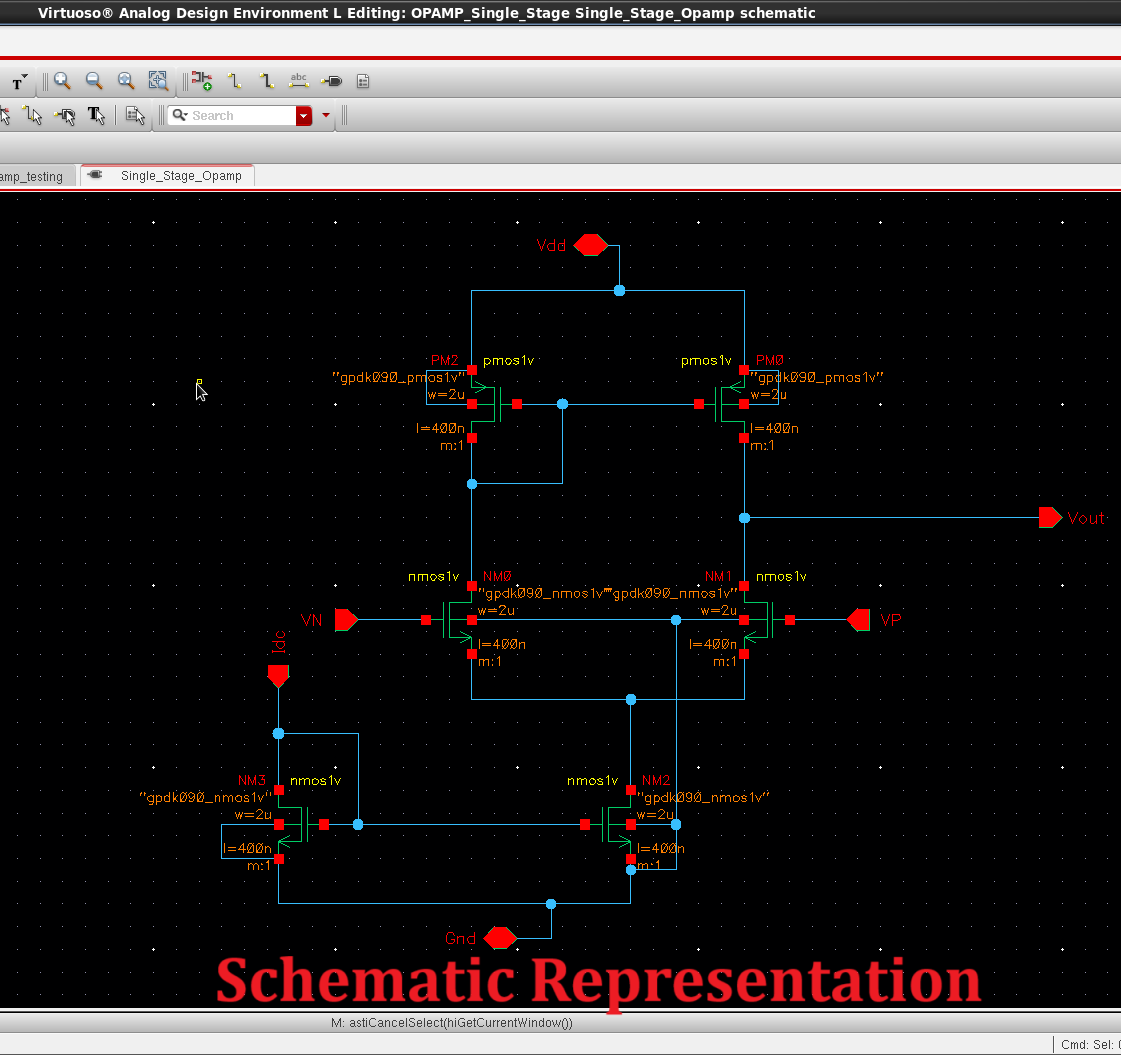 Virtuoso® Analog Design Environment L Editing: OPAMP_Single_Stage Single_Stage_Opamp schematic
T
abc
T
Search
amp_testing
Single_Stage_Opamp
Vdd
PM2
pmos1v
pmos1v
PM0
"gpdk090_pmos1v"
"gpdk090_pmos1v"
w=2u
w=2u
l=400n
l=400n
m:1
m:1
Vout
nmos1v
NM0
NM1
nmos1v
"gpdk090_nmos1v"
"gpdk090_nmos1v"
w=2u
w=2u
VN
VP
Idc
l=400n
l=400n
m:1
m:1
NM3
nmos1v
nmos1v
NM2
"gpdk090_nmos1v"
"gpdk090_nmos1v"
w=2u
w=2u
l=400n
l=400n
m:1
m:1
Gnd
Schematic Representation
M: astiCancelSelect(hiGetCurrentWindow())
Cmd: Sel: 0